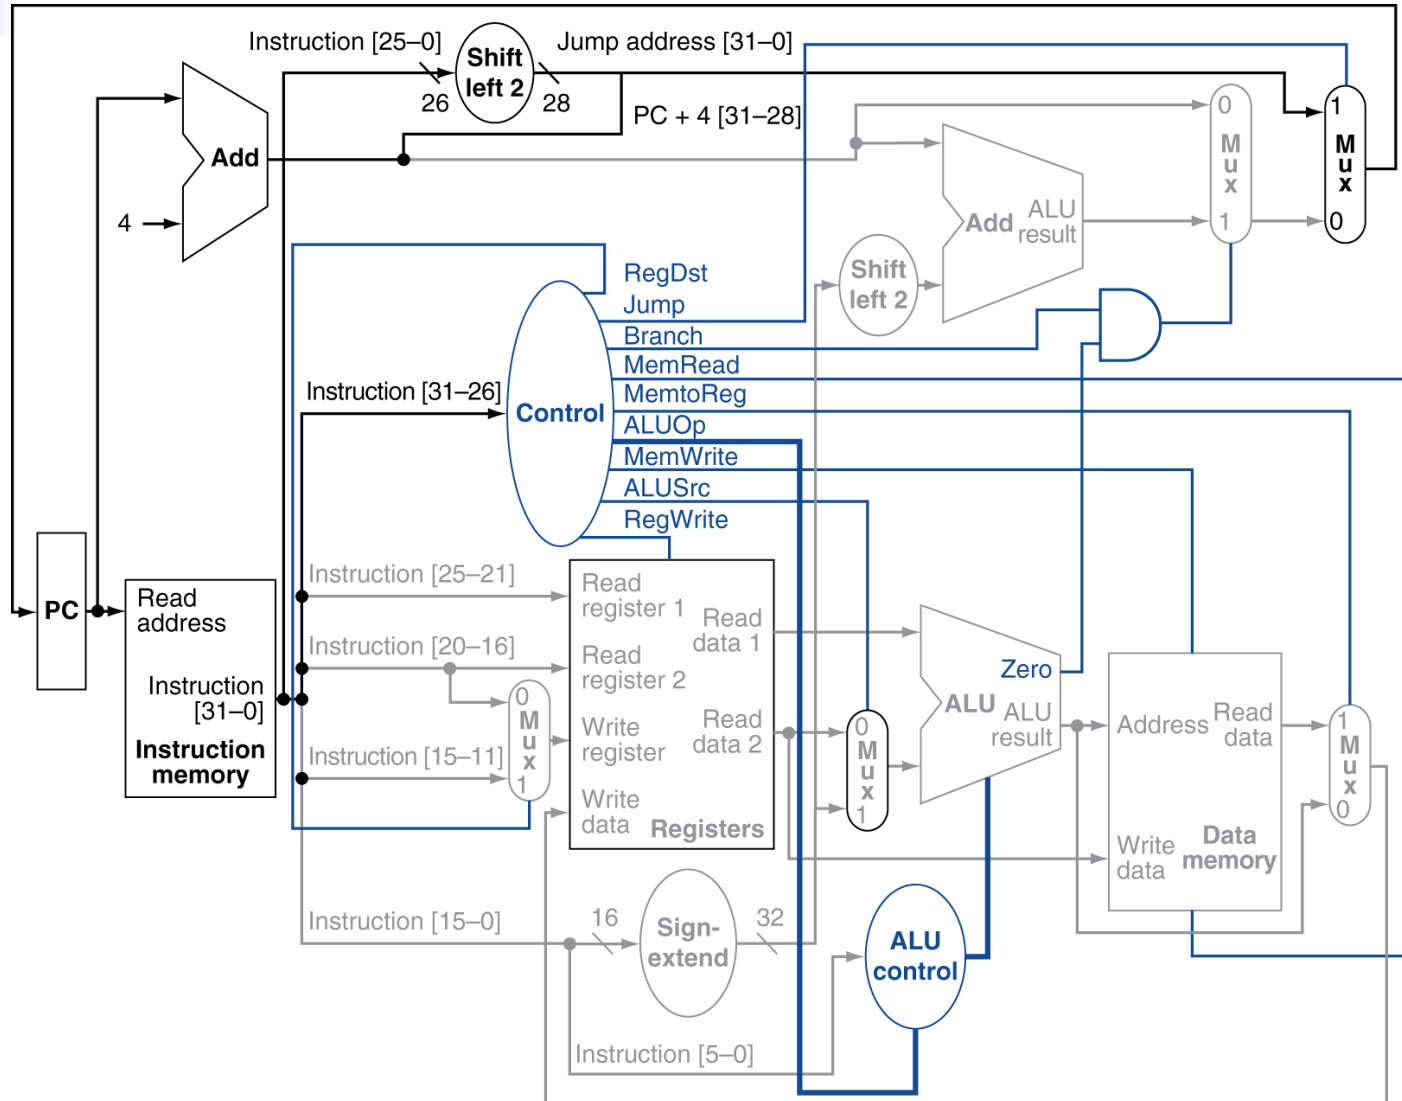 Instruction [25–0]
Shift
left 2
Jump address [31–0]
26
28
PC + 4 [31–28]
Add
4
0
M
u
x
1
1
M
u
x
0
Add
ALU
result
Shift
left 2
RegDst
Jump
Branch
MemRead
MemtoReg
ALUOp
MemWrite
ALUSrc
RegWrite
Instruction [31–26]
Control
PC
Read
address
Instruction
[31–0]
Instruction
memory
Instruction [25–21]
Instruction [20–16]
Instruction [15–11]
0
M
u
x
1
Read
register 1
Read
register 2
Write
register
Write
data
Read
data 1
Read
data 2
Registers
0
M
u
x
1
Zero
ALU
ALU
result
Address
Read
data
Write
data
Data
memory
1
M
u
x
0
Instruction [15–0]
16
Sign-
extend
32
ALU
control
Instruction [5–0]